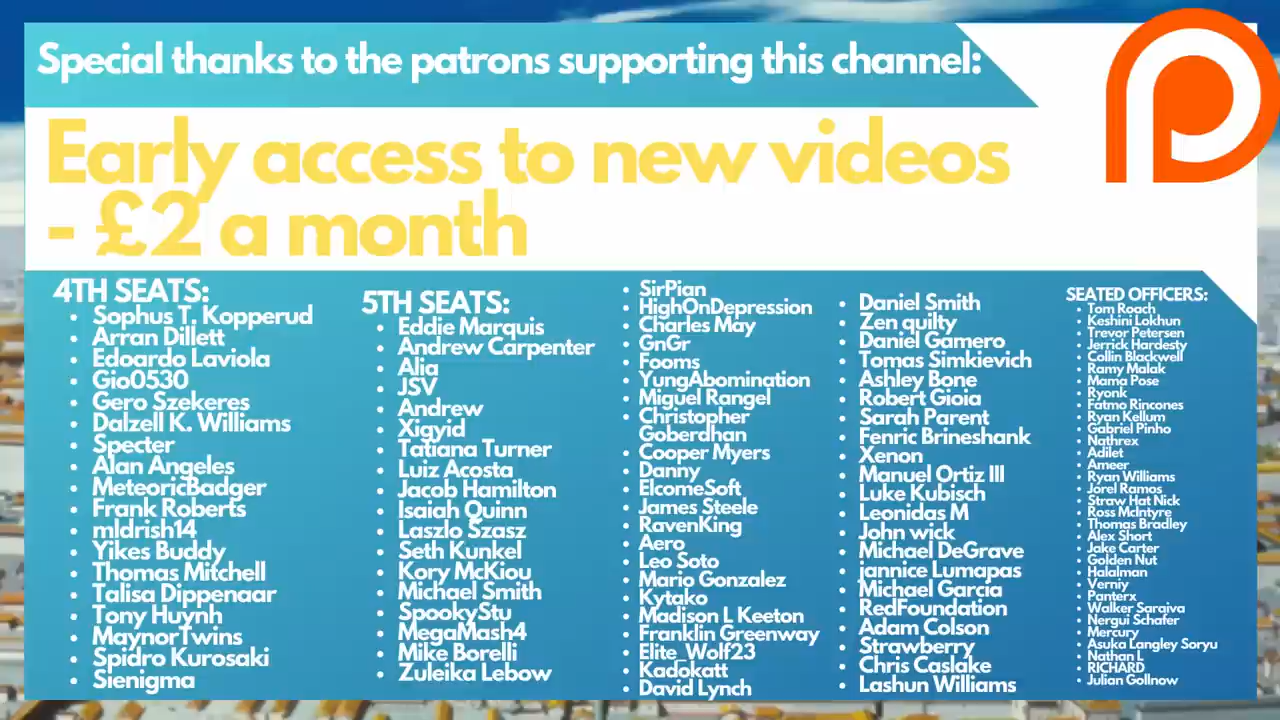 Special thanks to the patrons supporting this channel:
Early access to new videos
- £2 a month
4TH SEATS:
Sophus T. Kopperud
Arran Dillett
Edoardo Laviola
Gio0530
Gero Szekeres
Dalzell K. Williams
Specter
Alan Angeles
MeteoricBadger
Frank Roberts
mldrish14
Yikes Buddy
Thomas Mitchell
Talisa Dippenaar
Tony Huynh
MaynorTwins
Spidro Kurosaki
Sienigma
5TH SEATS:
Eddie Marquis
Andrew Carpenter
Alia
JSV
Andrew
Xigyid
Tatiana Turner
Luiz Acosta
Jacob Hamilton
Isaiah Quinn
Laszlo Szasz
Seth Kunkel
Kory McKiou
Michael Smith
SpookyStu
MegaMash4
Mike Borelli
Zuleika Lebow
SirPian
HighOnDepression
Charles May
GnGr
Fooms
YungAbomination
Miguel Rangel
Christopher
Goberdhan
Cooper Myers
Danny
ElcomeSoft
James Steele
RavenKing
Aero
Leo Soto
Mario Gonzalez
Kytako
Madison L Keeton
Franklin Greenway
Elite_Wolf23
Kadokatt
David Lynch
Daniel Smith
Zen quilty
Daniel Gamero
Tomas Simkievich
Ashley Bone
Robert Gioia
Sarah Parent
Fenric Brineshank
Xenon
Manuel Ortiz III
Luke Kubisch
Leonidas M
John wick
Michael DeGrave
jannice Lumapas
Michael Garcia
RedFoundation
Adam Colson
Strawberry
Chris Caslake
Lashun Williams
SEATED OFFICERS:
Tom Roach
Keshini Lokhun
Trevor Petersen
Jerrick Hardesty
Collin Blackwell
Ramy Malak
Mama Pose
Ryonk
Fatmo Rincones
Ryan Kellum
Gabriel Pinho
Nathrex
Adilet
Ameer
Ryan Williams
Jorel Ramos
Straw Hat Nick
Ross McIntyre
Thomas Bradley
Alex Short
Jake Carter
Golden Nut
Halalman
Verniy
Panterx
Walker Saraiva
Nergui Schafer
Mercury
Asuka Langley Soryu
Nathan L
RICHARD
Julian Gollnow